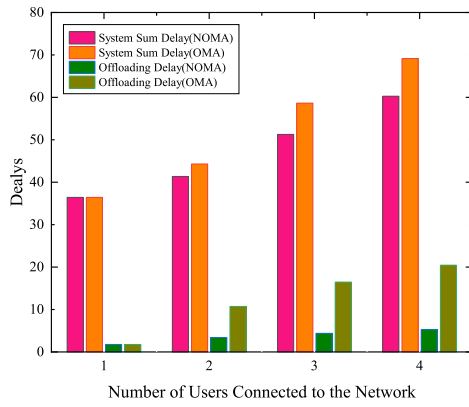 80
70
60
50
40
30
20
10
0
Dealys
System Sum Delay(NOMA)
System Sum Delay(OMA)
Offloading Delay(NOMA)
Offloading Delay(OMA)
1 2 3 4
Number of Users Connected to the Network